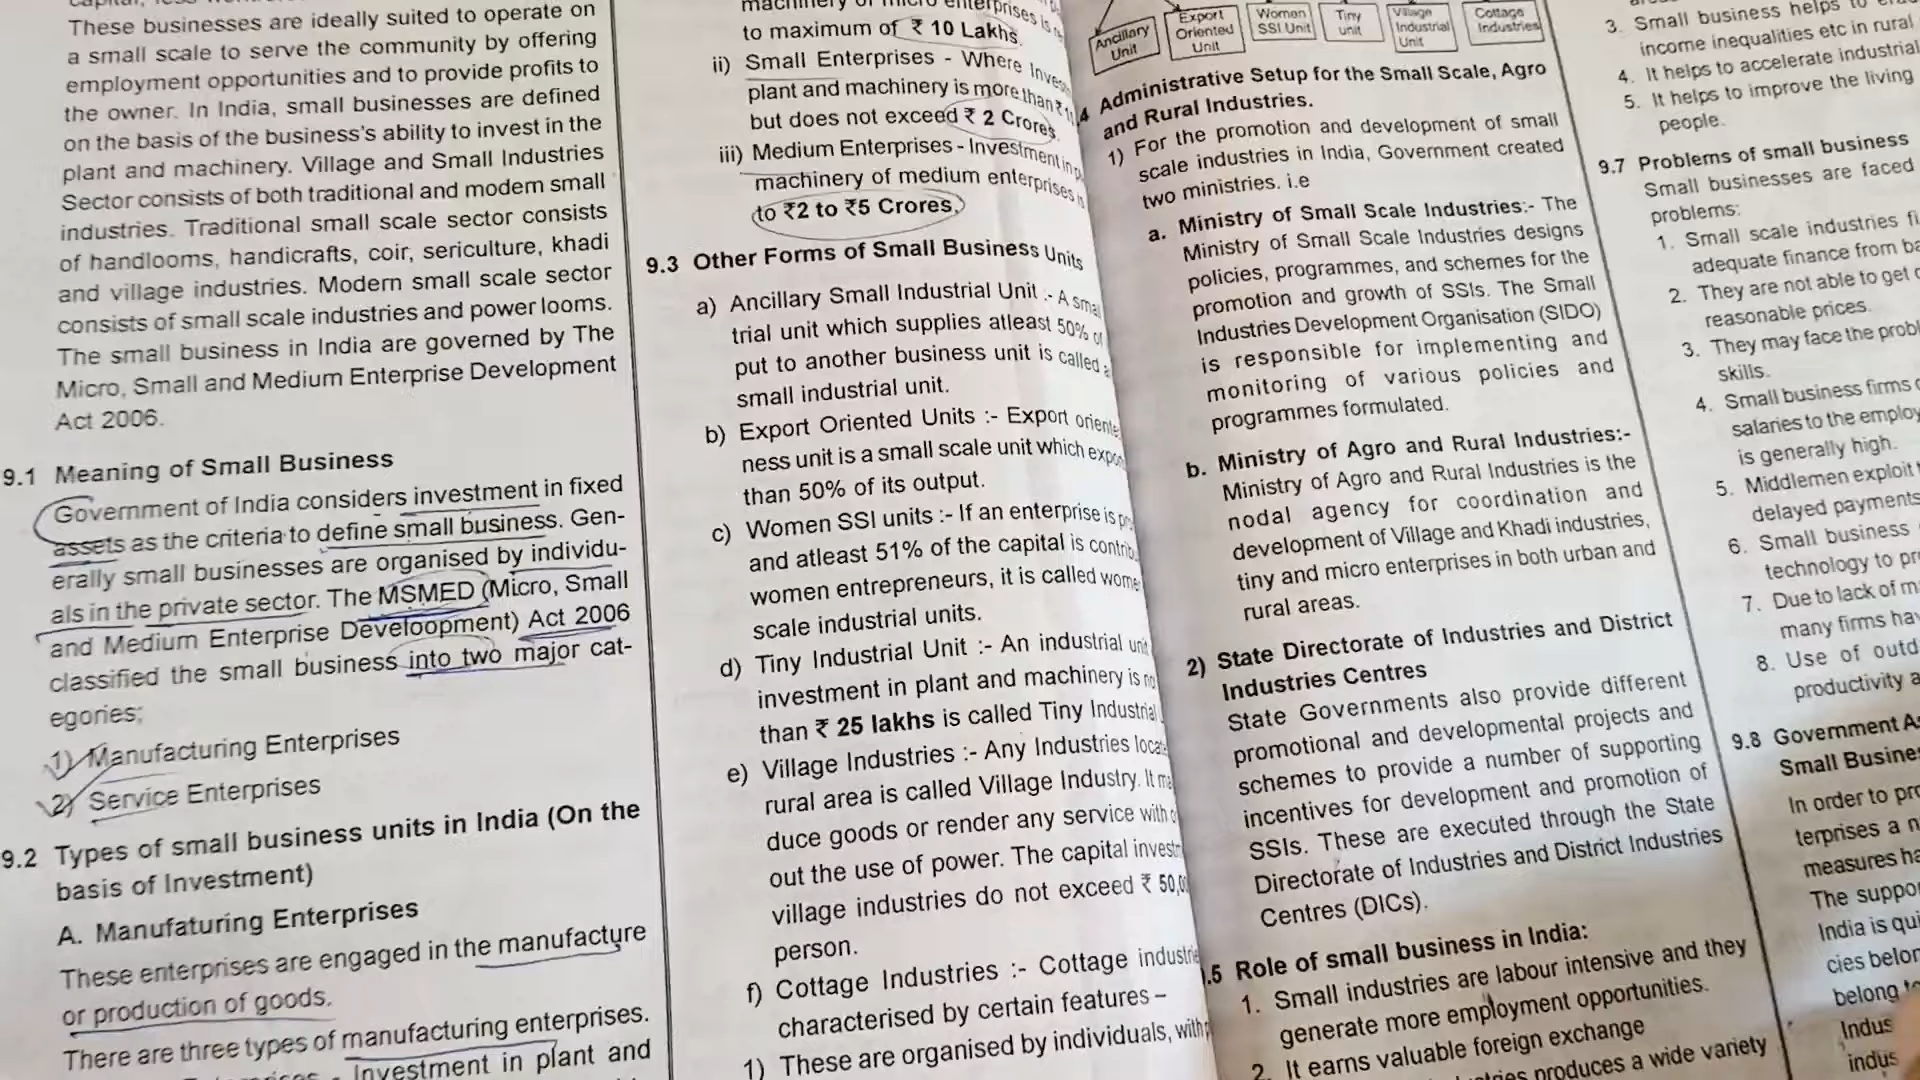 These businesses are ideally suited to operate on
a small scale to serve the community by offering
employment opportunities and to provide profits to
the owner. In India, small businesses are defined
on the basis of the business's ability to invest in the
plant and machinery. Village and Small Industries
Sector consists of both traditional and modern small
industries. Traditional small scale sector consists
of handlooms, handicrafts, coir, sericulture, khadi
and village industries. Modern small scale sector
consists of small scale industries and power looms.
The small business in India are governed by The
Micro, Small and Medium Enterprise Development
Act 2006.
9.1 Meaning of Small Business
Government of India considers investment in fixed
assets as the criteria to define small business. Gen-
erally small businesses are organised by individu-
als in the private sector. The MSMED (Micro, Small
and Medium Enterprise Develoopment) Act 2006
classified the small business into two major cat-
egories;
1) Manufacturing Enterprises
2) Service Enterprises
9.2 Types of small business units in India (On the
basis of Investment)
A. Manufaturing Enterprises
These enterprises are engaged in the manufacture
or production of goods.
There are three types of manufacturing enterprises.
Investment in plant and
machinery of micro enterprises is
to maximum of ₹ 10 Lakhs.
ii) Small Enterprises - Where
plant and machinery is more than
but does not exceed ₹ 2 Crores.
iii) Medium Enterprises - Investment in
machinery of medium enterprises is
to ₹2 to ₹5 Crores.
9.3 Other Forms of Small Business Units
a) Ancillary Small Industrial Unit :- A
trial unit which supplies atleast 50%
put to another business unit is called
small industrial unit.
b) Export Oriented Units :- Export
ness unit is a small scale unit which
than 50% of its output.
c) Women SSI units :- If an enterprise is
and atleast 51% of the capital is
women entrepreneurs, it is called
scale industrial units.
d) Tiny Industrial Unit :- An industrial
investment in plant and machinery is
than ₹ 25 lakhs is called Tiny Industrial
e) Village Industries :- Any Industries
rural area is called Village Industry. It
duce goods or render any service with
out the use of power. The capital
village industries do not exceed ₹
person.
f) Cottage Industries :- Cottage
characterised by certain features –
1) These are organised by individuals, with
Ancillary Unit
Export Oriented Unit
Women SSI Unit
Tiny unit
Village Industrial Unit
Cottage Industries
.4 Administrative Setup for the Small Scale, Agro
and Rural Industries.
1) For the promotion and development of small
scale industries in India, Government created
two ministries. i.e
a. Ministry of Small Scale Industries:- The
Ministry of Small Scale Industries designs
policies, programmes, and schemes for the
promotion and growth of SSIs. The Small
Industries Development Organisation (SIDO)
is responsible for implementing and
monitoring of various policies and
programmes formulated.
b. Ministry of Agro and Rural Industries:-
Ministry of Agro and Rural Industries is the
nodal agency for coordination and
development of Village and Khadi industries,
tiny and micro enterprises in both urban and
rural areas.
2) State Directorate of Industries and District
Industries Centres
State Governments also provide different
promotional and developmental projects and
schemes to provide a number of supporting
incentives for development and promotion of
SSIs. These are executed through the State
Directorate of Industries and District Industries
Centres (DICs).
.5 Role of small business in India:
1. Small industries are labour intensive and they
generate more employment opportunities.
2. It earns valuable foreign exchange
produces a wide variety
3. Small business helps to
income inequalities etc in rural
4. It helps to accelerate industrial
5. It helps to improve the living
people.
9.7 Problems of small business
Small businesses are faced
problems:
1. Small scale industries
adequate finance from
2. They are not able to get
reasonable prices.
3. They may face the
skills.
4. Small business firms
salaries to the
is generally high.
5. Middlemen exploit
delayed payments
6. Small business
technology to
7. Due to lack of
many firms
8. Use of
productivity
9.8 Government
Small
In order to
terprises a
measures
The
India is
cies
belong to